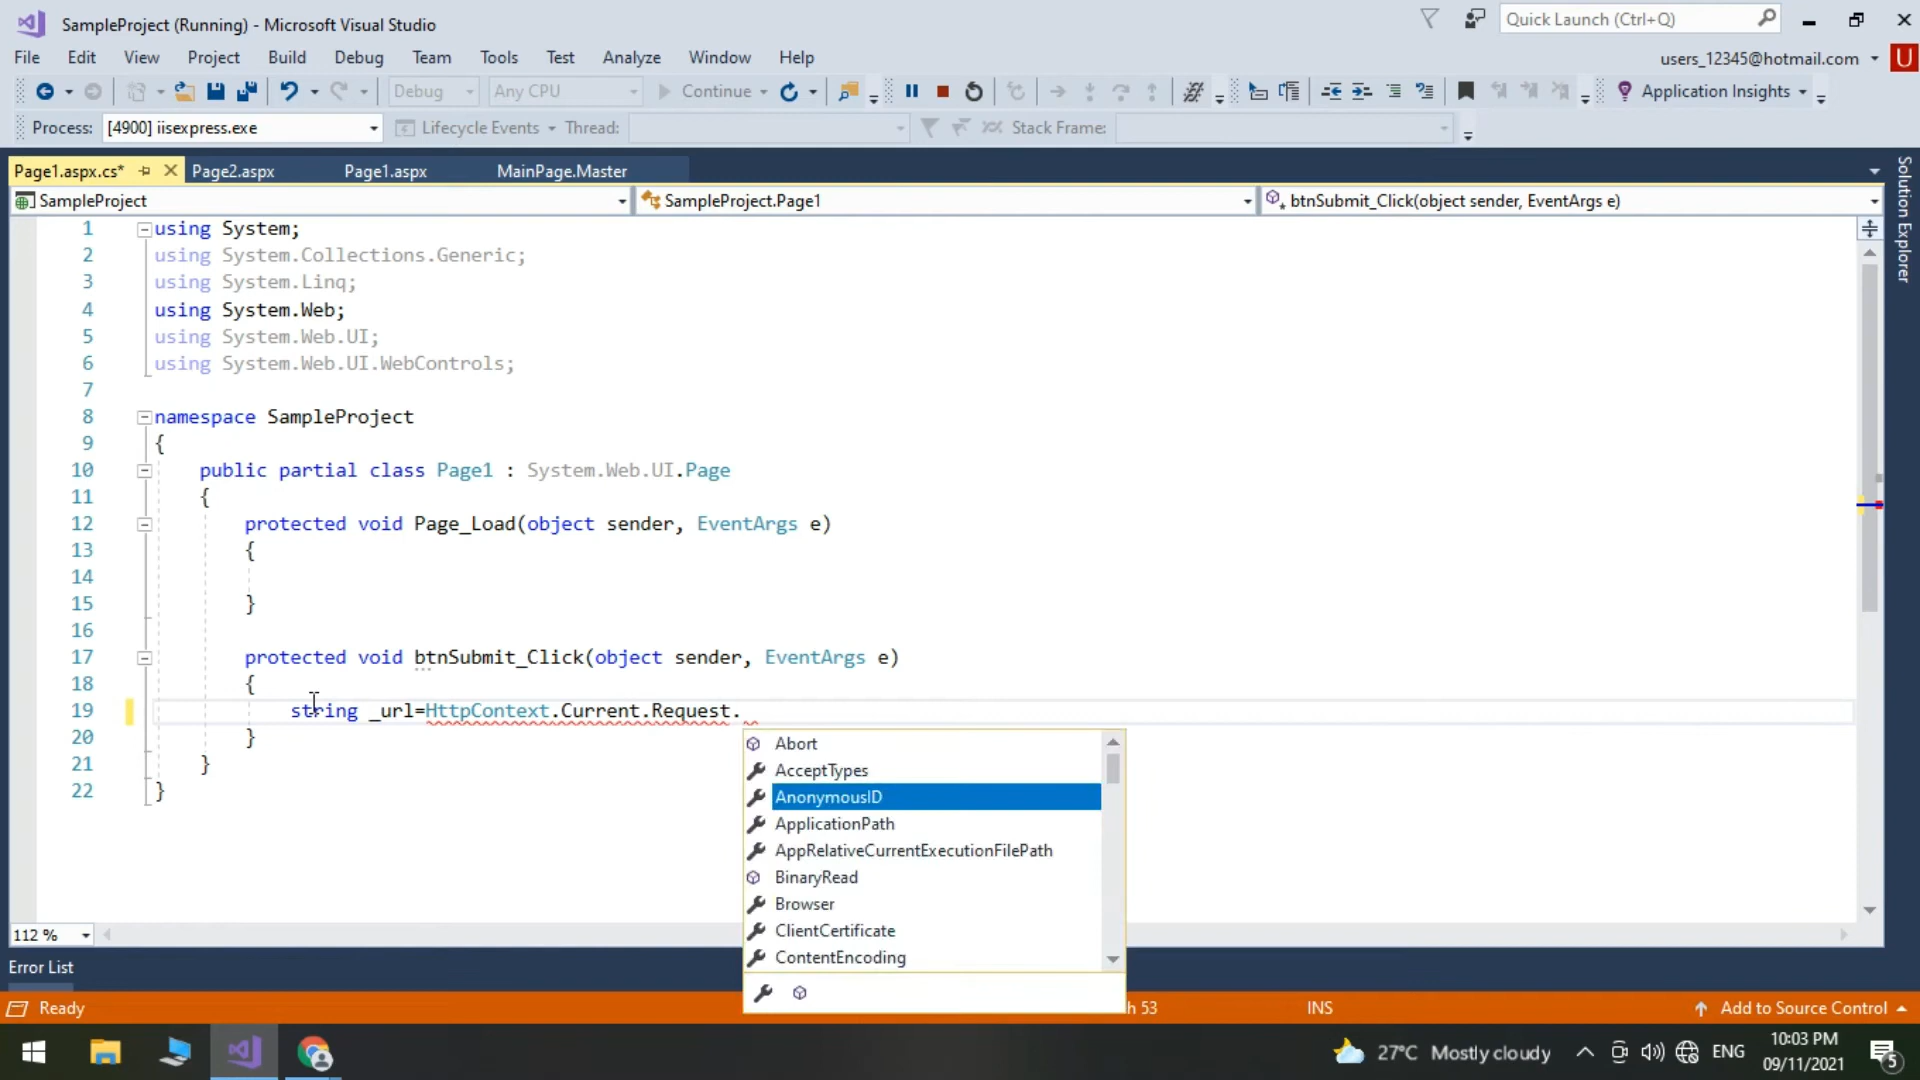 SampleProject (Running) - Microsoft Visual Studio
Quick Launch (Ctrl+Q)
File Edit View Project Build Debug Team Tools Test Analyze Window Help
users_12345@hotmail.com U
Debug Any CPU Continue Application Insights
Process: [4900] iisexpress.exe Lifecycle Events Thread: Stack Frame:
Page1.aspx.cs* Page2.aspx Page1.aspx MainPage.Master
SampleProject SampleProject.Page1 btnSubmit_Click(object sender, EventArgs e)
Solution Explorer
1 using System;
2 using System.Collections.Generic;
3 using System.Linq;
4 using System.Web;
5 using System.Web.UI;
6 using System.Web.UI.WebControls;
7
8 namespace SampleProject
9 {
10 public partial class Page1 : System.Web.UI.Page
11 {
12 protected void Page_Load(object sender, EventArgs e)
13 {
14
15 }
16
17 protected void btnSubmit_Click(object sender, EventArgs e)
18 {
19 string _url=HttpContext.Current.Request.
20 }
21 }
22 }
Abort
AcceptTypes
AnonymousID
ApplicationPath
AppRelativeCurrentExecutionFilePath
BinaryRead
Browser
ClientCertificate
ContentEncoding
112 %
Error List
Ready h 53 INS Add to Source Control
27°C Mostly cloudy ENG 10:03 PM
09/11/2021 5